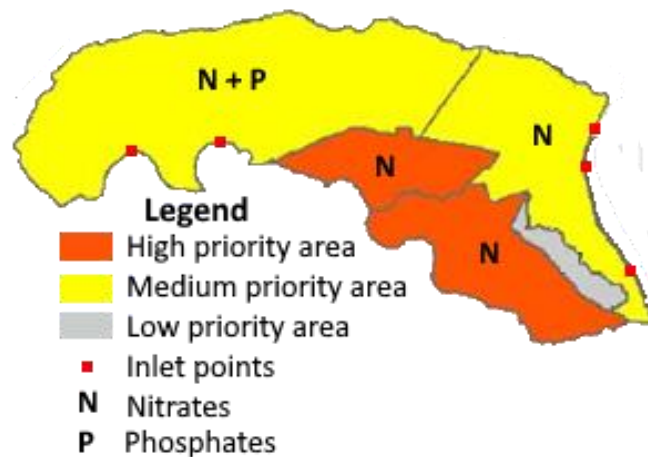 N + P
N
N
N
Legend
High priority area
Medium priority area
Low priority area
Inlet points
N Nitrates
P Phosphates